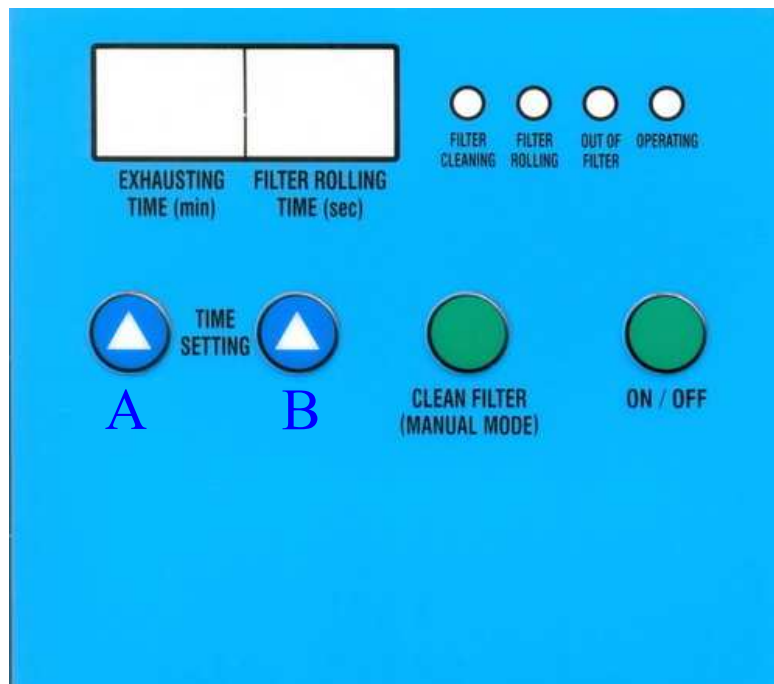 EXHAUSTING TIME (min)
FILTER ROLLING TIME (sec)
FILTER CLEANING
FILTER ROLLING
OUT OF FILTER
OPERATING
TIME SETTING
A
B
CLEAN FILTER (MANUAL MODE)
ON / OFF